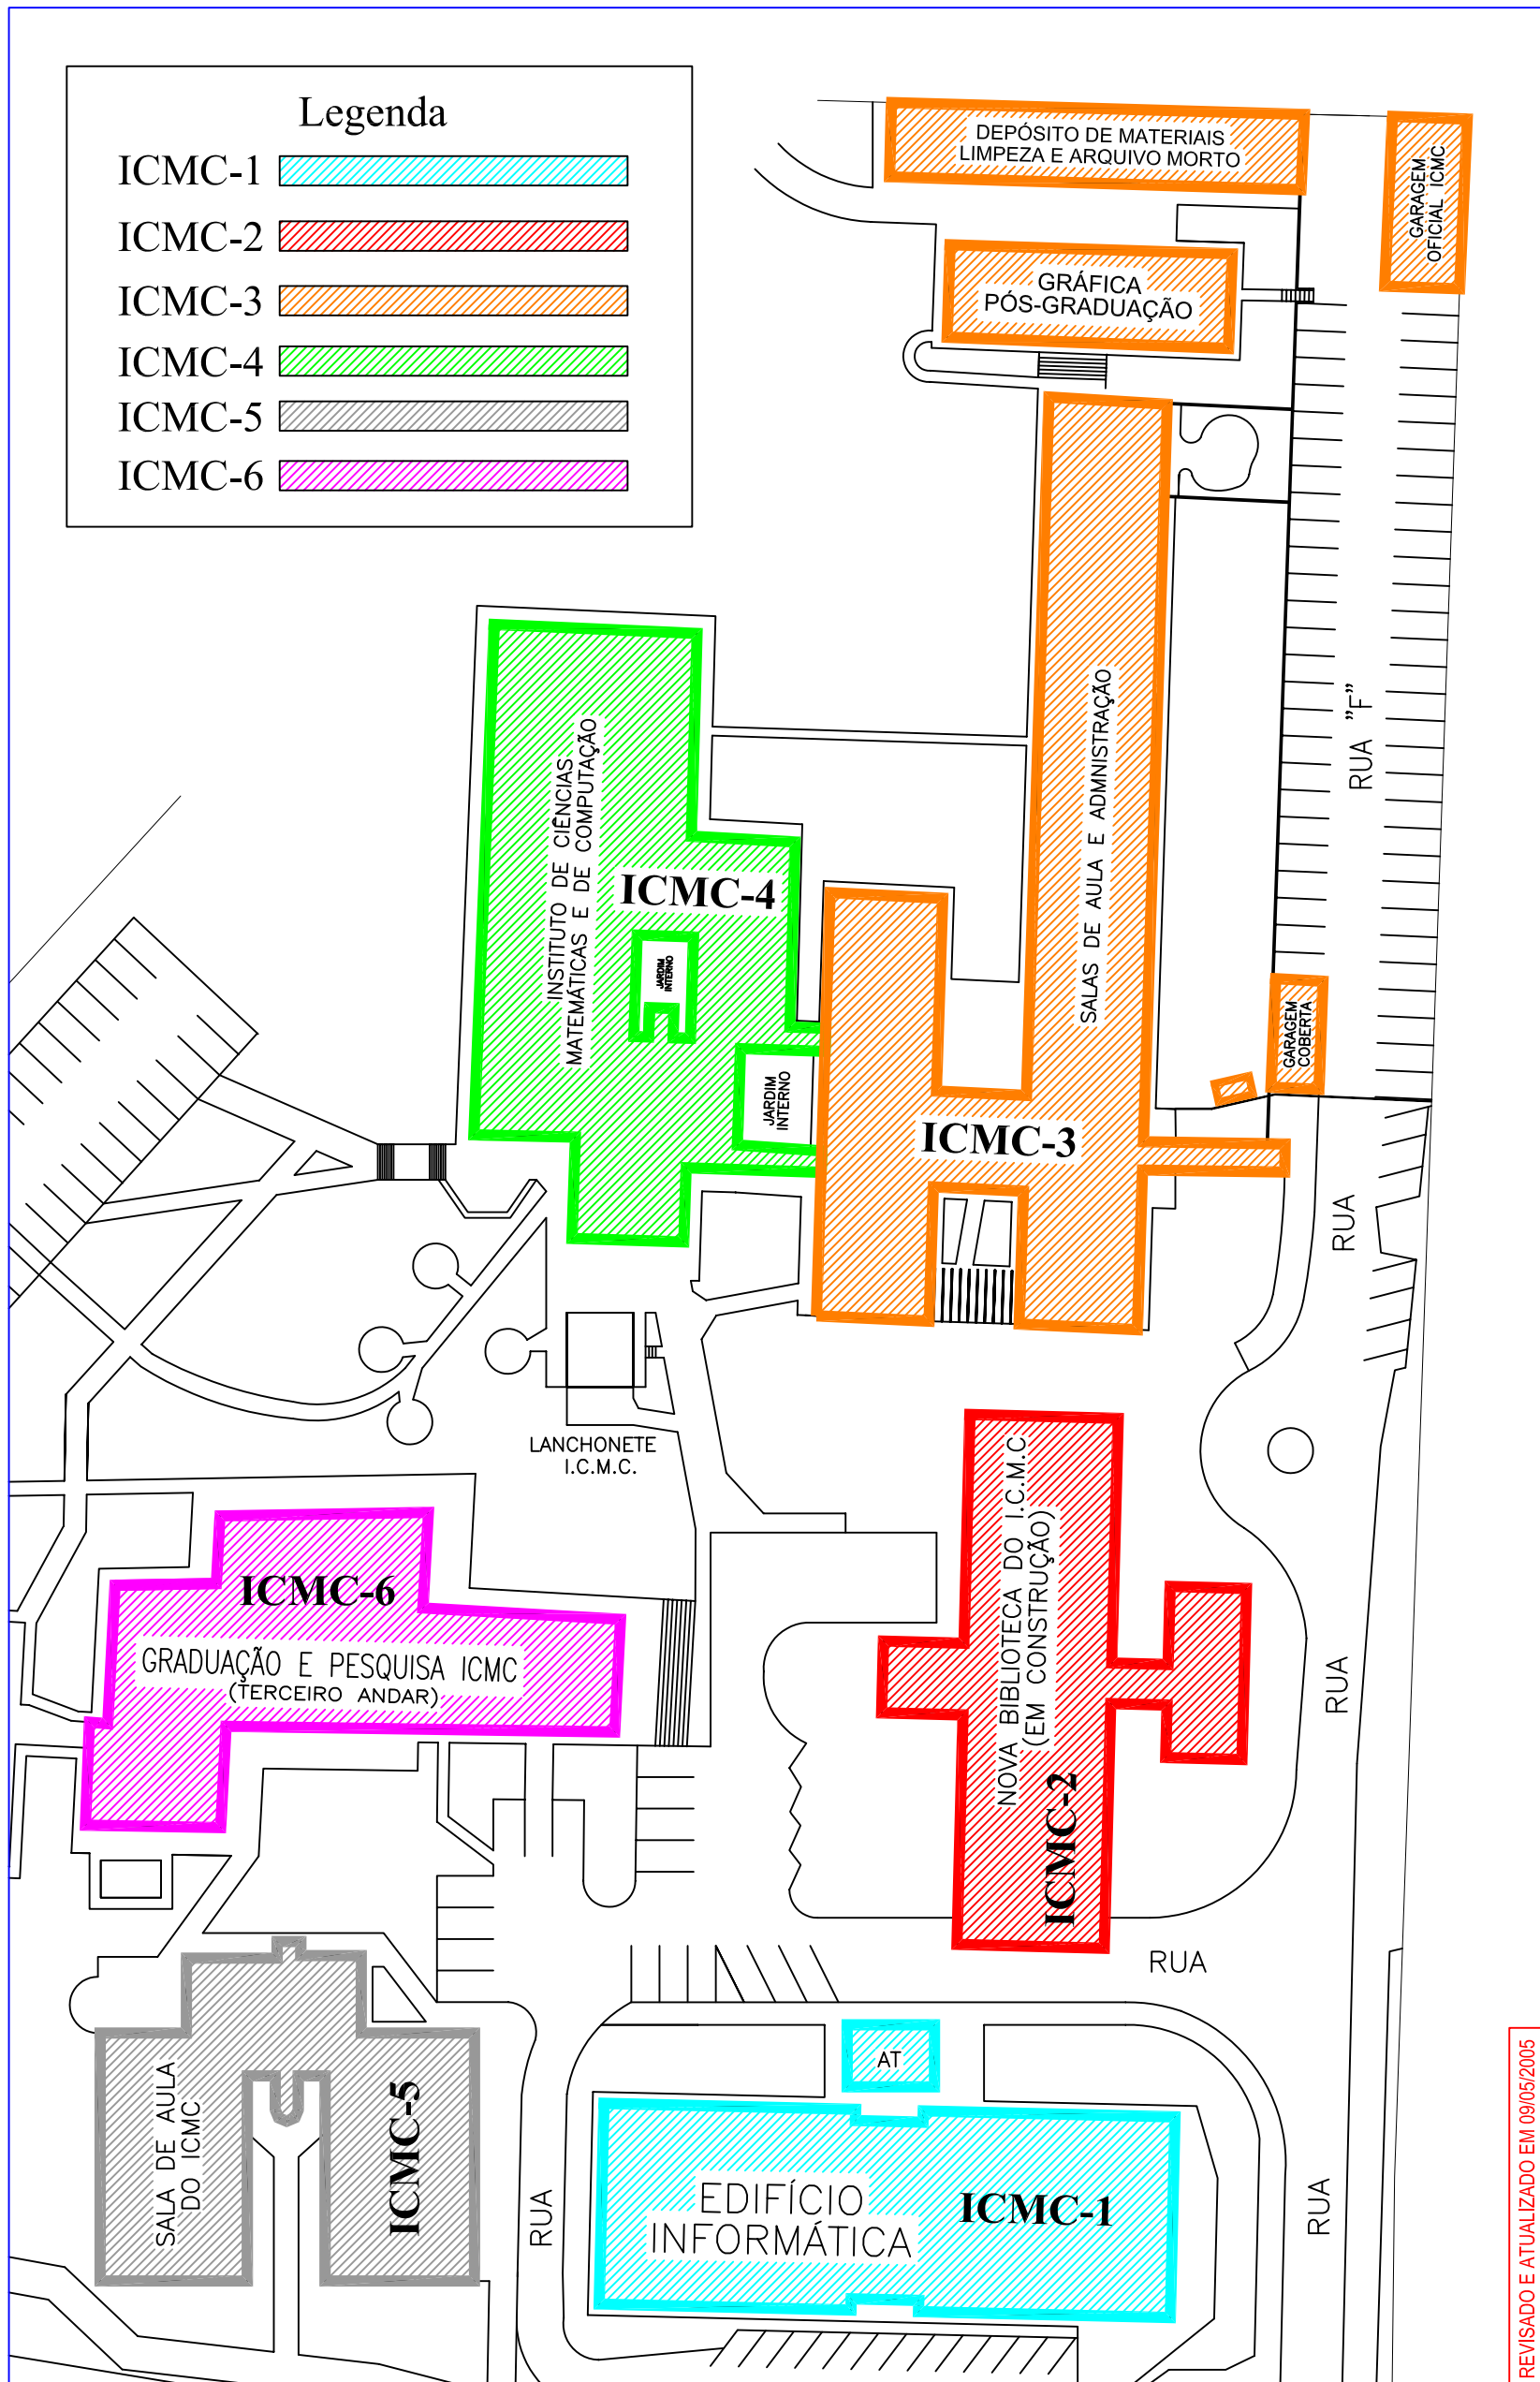 Legenda
ICMC-1
ICMC-2
ICMC-3
ICMC-4
ICMC-5
ICMC-6
DEPÓSITO DE MATERIAIS
LIMPEZA E ARQUIVO MORTO
GARAGEM
OFICIAL ICMC
GRÁFICA
PÓS-GRADUAÇÃO
RUA "F"
SALAS DE AULA E ADMNISTRAÇÃO
INSTITUTO DE CIÊNCIAS
MATEMÁTICAS E DE COMPUTAÇÃO
ICMC-4
JARDIM
INTERNO
JARDIM
INTERNO
GARAGEM
COBERTA
ICMC-3
RUA
LANCHONETE
I.C.M.C.
NOVA BIBLIOTECA DO I.C.M.C
(EM CONSTRUÇÃO)
ICMC-2
ICMC-6
GRADUAÇÃO E PESQUISA ICMC
(TERCEIRO ANDAR)
RUA
RUA
AT
SALA DE AULA
DO ICMC
ICMC-5
RUA
EDIFÍCIO
INFORMÁTICA
ICMC-1
RUA
REVISADO E ATUALIZADO EM 09/05/2005